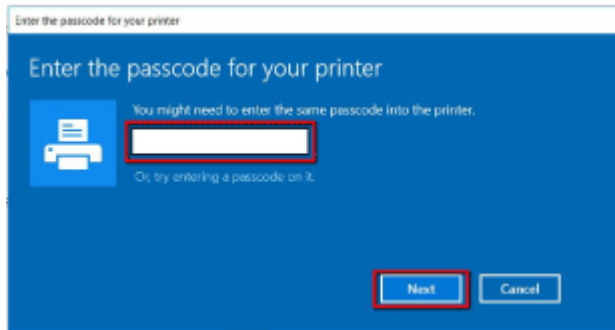 Enter the passcode for your printer
Enter the passcode for your printer
You might need to enter the same passcode into the printer.
Or, try entering a passcode on it.
Next
Cancel